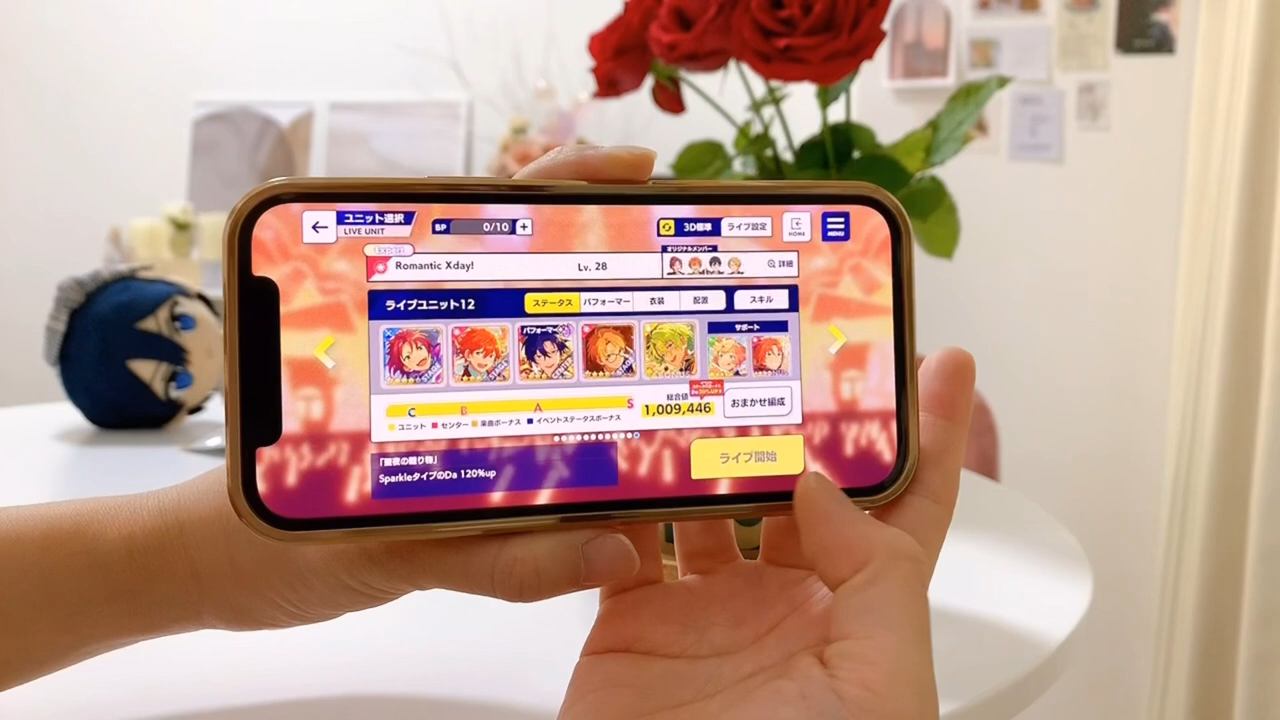 ユニット選択
LIVE UNIT
BP 0/10 +
3D標準
ライブ設定
HOME
MENU
Expert
オリジナルメンバー
Romantic Xday!
Lv. 28
詳細
ライブユニット12
ステータス
パフォーマー
衣装
配置
スキル
パフォーマー
サポート
STAGE
CENTER
STAGE
C
B
A
S
総合値
1,009,446
おまかせ編成
ユニット
センター
楽曲ボーナス
イベントステータスボーナス
「聖夜の贈り物」
SparkleタイプのDa 120%up
ライブ開始